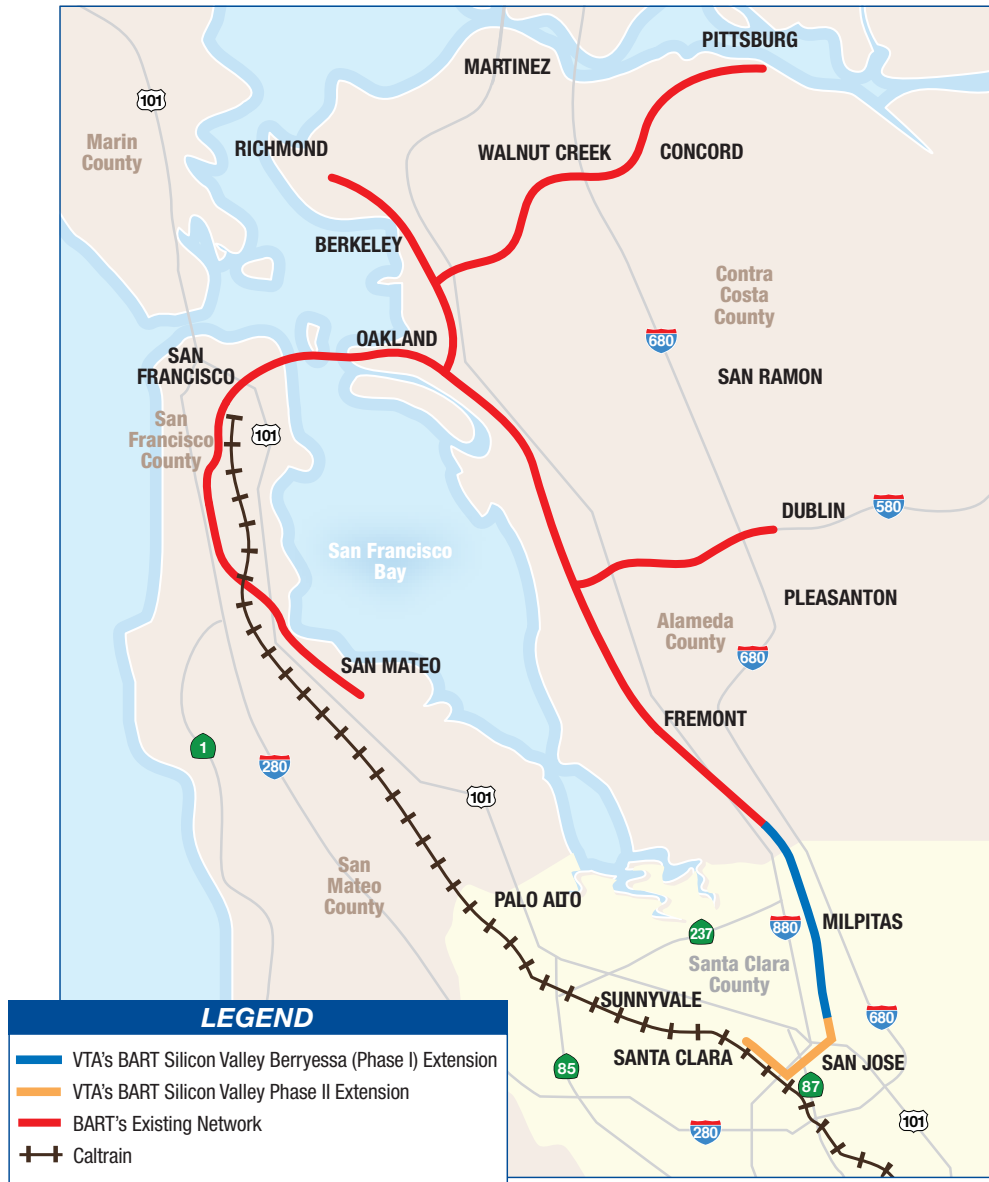 PITTSBURG
MARTINEZ
101
Marin
County
RICHMOND
WALNUT CREEK
CONCORD
BERKELEY
Contra
Costa
County
OAKLAND
680
SAN
FRANCISCO
SAN RAMON
San
Francisco
County
101
DUBLIN
580
San Francisco
Bay
PLEASANTON
Alameda
County
680
SAN MATEO
FREMONT
1
280
101
San
Mateo
County
PALO ALTO
MILPITAS
880
237
Santa Clara
County
SUNNYVALE
680
SANTA CLARA
SAN JOSE
85
87
280
101
LEGEND
VTA's BART Silicon Valley Berryessa (Phase I) Extension
VTA's BART Silicon Valley Phase II Extension
BART's Existing Network
Caltrain